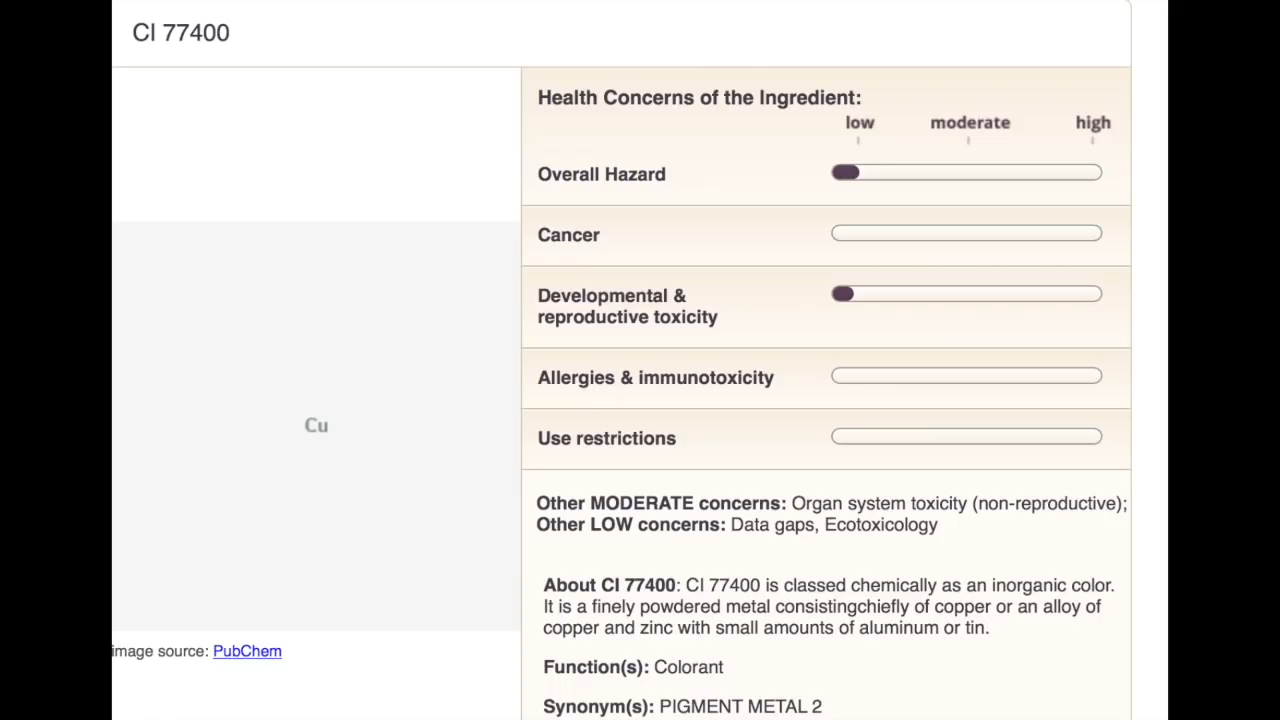 CI 77400
Health Concerns of the Ingredient:
low moderate high
Overall Hazard
Cancer
Developmental &
reproductive toxicity
Allergies & immunotoxicity
Use restrictions
Cu
Other MODERATE concerns: Organ system toxicity (non-reproductive);
Other LOW concerns: Data gaps, Ecotoxicology
About CI 77400: CI 77400 is classed chemically as an inorganic color.
It is a finely powdered metal consistingchiefly of copper or an alloy of
copper and zinc with small amounts of aluminum or tin.
image source: PubChem
Function(s): Colorant
Synonym(s): PIGMENT METAL 2